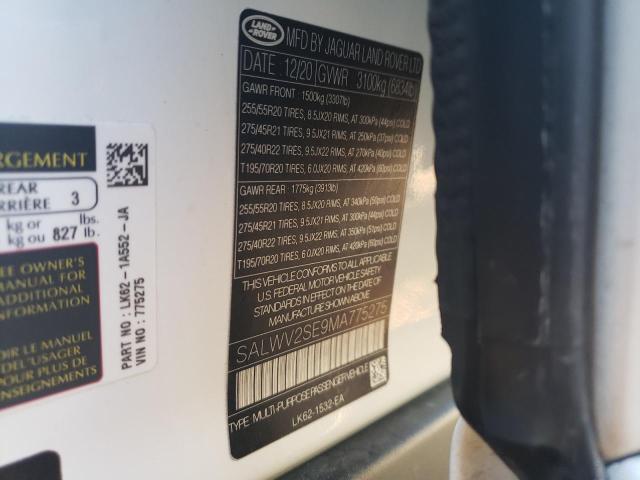 RGEMENT
REAR
RRIÈRE 3
kg or lbs.
kg ou 827 lb.
EE OWNER'S
MANUAL FOR
ADDITIONAL
FORMATION
OIR LE MANUEL
DE L'USAGER
POUR PLUS DE
ENSEIGNEMENTS
PART NO : LK62-1A552-JA
VIN NO : 775275
LAND ROVER
MFD BY JAGUAR LAND ROVER LTD
DATE : 12/20 GVWR 3100kg (6834lb)
GAWR FRONT : 1500kg (3307lb)
255/55R20 TIRES, 8.5JX20 RIMS, AT 300kPa (44psi) COLD
275/45R21 TIRES, 9.5JX21 RIMS, AT 250kPa (37psi) COLD
275/40R22 TIRES, 9.5JX22 RIMS, AT 270kPa (40psi) COLD
T195/70R20 TIRES, 6.0JX20 RIMS, AT 420kPa (60psi) COLD
GAWR REAR : 1775kg (3913lb)
255/55R20 TIRES, 8.5JX20 RIMS, AT 340kPa (50psi) COLD
275/45R21 TIRES, 9.5JX21 RIMS, AT 300kPa (44psi) COLD
275/40R22 TIRES, 9.5JX22 RIMS, AT 350kPa (51psi) COLD
T195/70R20 TIRES, 6.0JX20 RIMS, AT 420kPa (60psi) COLD
THIS VEHICLE CONFORMS TO ALL APPLICABLE
U.S. FEDERAL MOTOR VEHICLE SAFETY
STANDARDS IN EFFECT ON THE DATE OF
MANUFACTURE SHOWN ABOVE
SALWV2SE9MA775275
TYPE: MULTI-PURPOSE PASSENGER VEHICLE
LK62-1532-EA